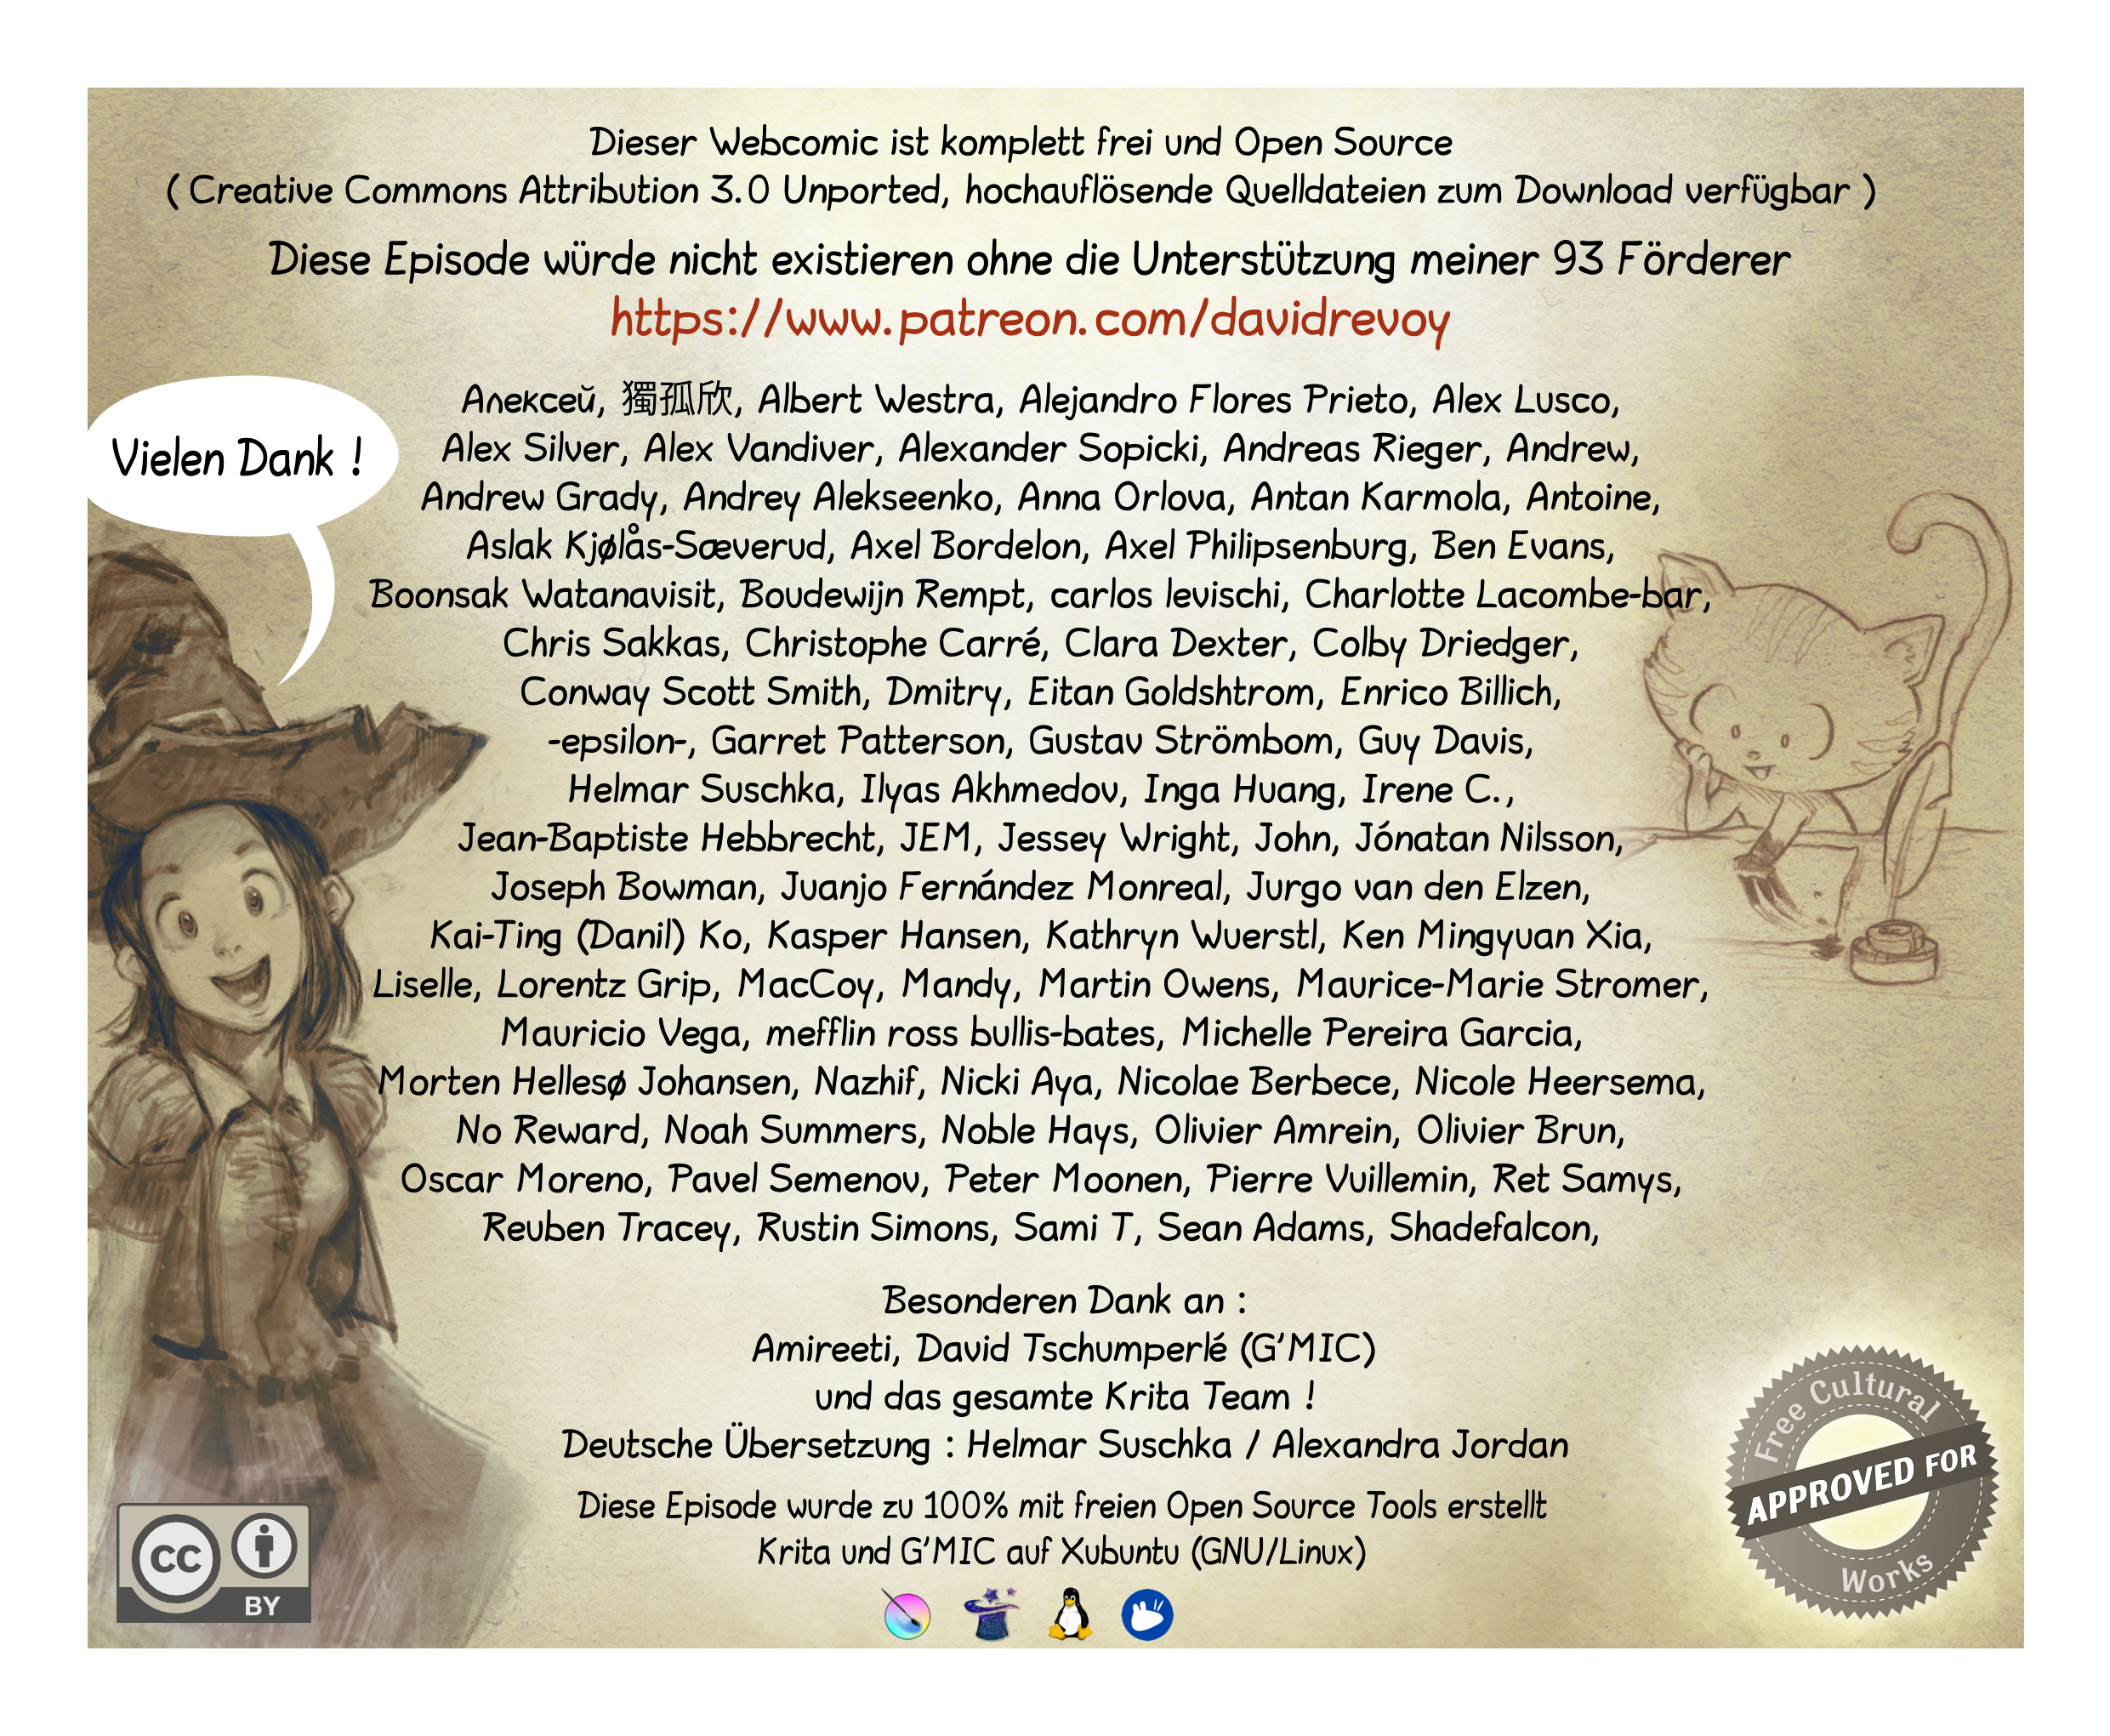 Dieser Webcomic ist komplett frei und Open Source
( Creative Commons Attribution 3.0 Unported, hochauflösende Quelldateien zum Download verfügbar )
Diese Episode würde nicht existieren ohne die Unterstützung meiner 93 Förderer
https://www.patreon.com/davidrevoy
Vielen Dank !
Алексей, 獨孤欣, Albert Westra, Alejandro Flores Prieto, Alex Lusco,
Alex Silver, Alex Vandiver, Alexander Sopicki, Andreas Rieger, Andrew,
Andrew Grady, Andrey Alekseenko, Anna Orlova, Antan Karmola, Antoine,
Aslak Kjølås-Sæverud, Axel Bordelon, Axel Philipsenburg, Ben Evans,
Boonsak Watanavisit, Boudewijn Rempt, carlos levischi, Charlotte Lacombe-bar,
Chris Sakkas, Christophe Carré, Clara Dexter, Colby Driedger,
Conway Scott Smith, Dmitry, Eitan Goldshtrom, Enrico Billich,
-epsilon-, Garret Patterson, Gustav Strömbom, Guy Davis,
Helmar Suschka, Ilyas Akhmedov, Inga Huang, Irene C.,
Jean-Baptiste Hebbrecht, JEM, Jessey Wright, John, Jónatan Nilsson,
Joseph Bowman, Juanjo Fernández Monreal, Jurgo van den Elzen,
Kai-Ting (Danil) Ko, Kasper Hansen, Kathryn Wuerstl, Ken Mingyuan Xia,
Liselle, Lorentz Grip, MacCoy, Mandy, Martin Owens, Maurice-Marie Stromer,
Mauricio Vega, mefflin ross bullis-bates, Michelle Pereira Garcia,
Morten Hellesø Johansen, Nazhif, Nicki Aya, Nicolae Berbece, Nicole Heersema,
No Reward, Noah Summers, Noble Hays, Olivier Amrein, Olivier Brun,
Oscar Moreno, Pavel Semenov, Peter Moonen, Pierre Vuillemin, Ret Samys,
Reuben Tracey, Rustin Simons, Sami T, Sean Adams, Shadefalcon,
Besonderen Dank an :
Amireeti, David Tschumperlé (G'MIC)
und das gesamte Krita Team !
Deutsche Übersetzung : Helmar Suschka / Alexandra Jordan
Diese Episode wurde zu 100% mit freien Open Source Tools erstellt
Krita und G'MIC auf Xubuntu (GNU/Linux)
cc
BY
Free Cultural
APPROVED FOR
Works